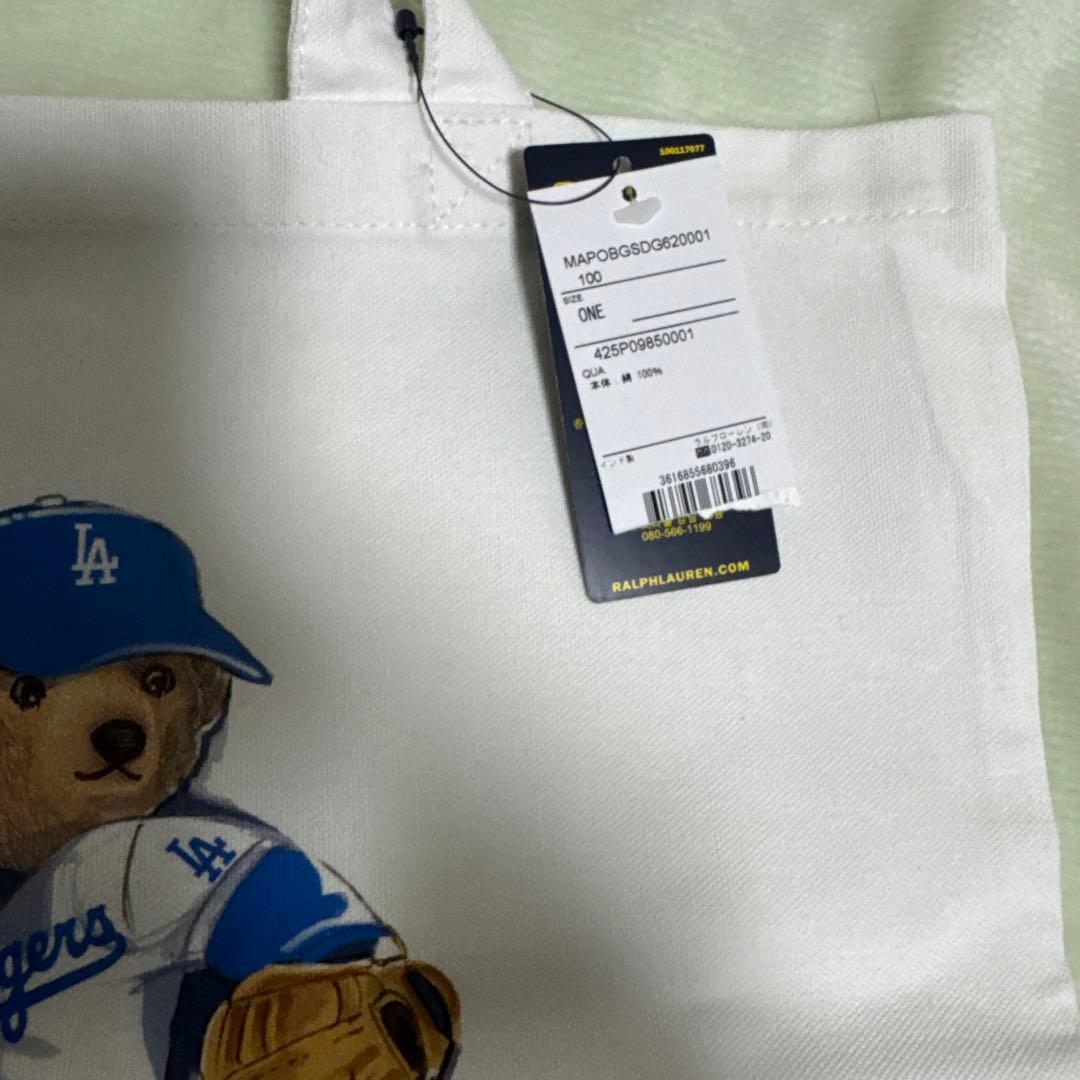 100117077
MAPOBGSDG620001
100
SIZE.
ONE
425P09850001
QUA.
本体 : 綿 100%
ラルフローレン (同)
インド製
0120-3274-20
3616855680396
080-566-1199
RALPHLAUREN.COM
LA
LA
gers